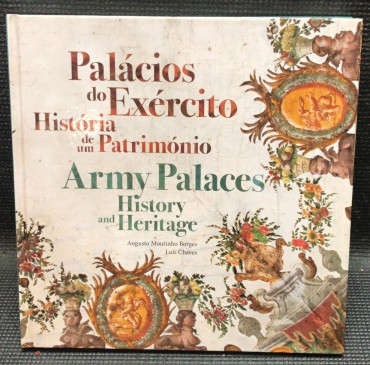 Palácios
do Exército
História
de um Património
Army Palaces
History
and Heritage
Augusto Moutinho Borges
Luís Chaves